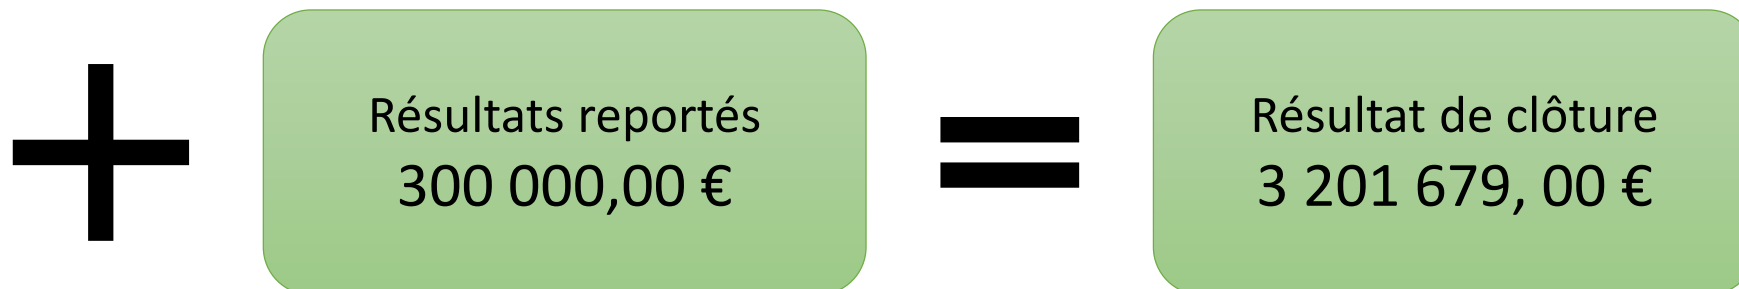 +
Résultats reportés
300 000,00 €
=
Résultat de clôture
3 201 679, 00 €